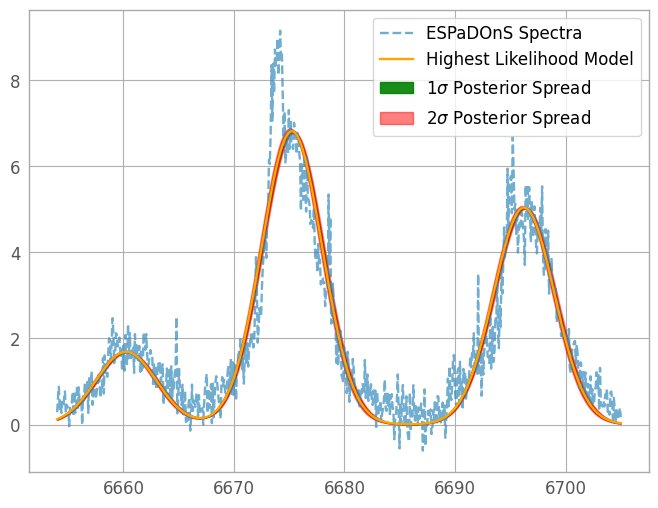 ESPaDOnS Spectra
Highest Likelihood Model
1σ Posterior Spread
2σ Posterior Spread
8
6
4
2
0
6660 6670 6680 6690 6700